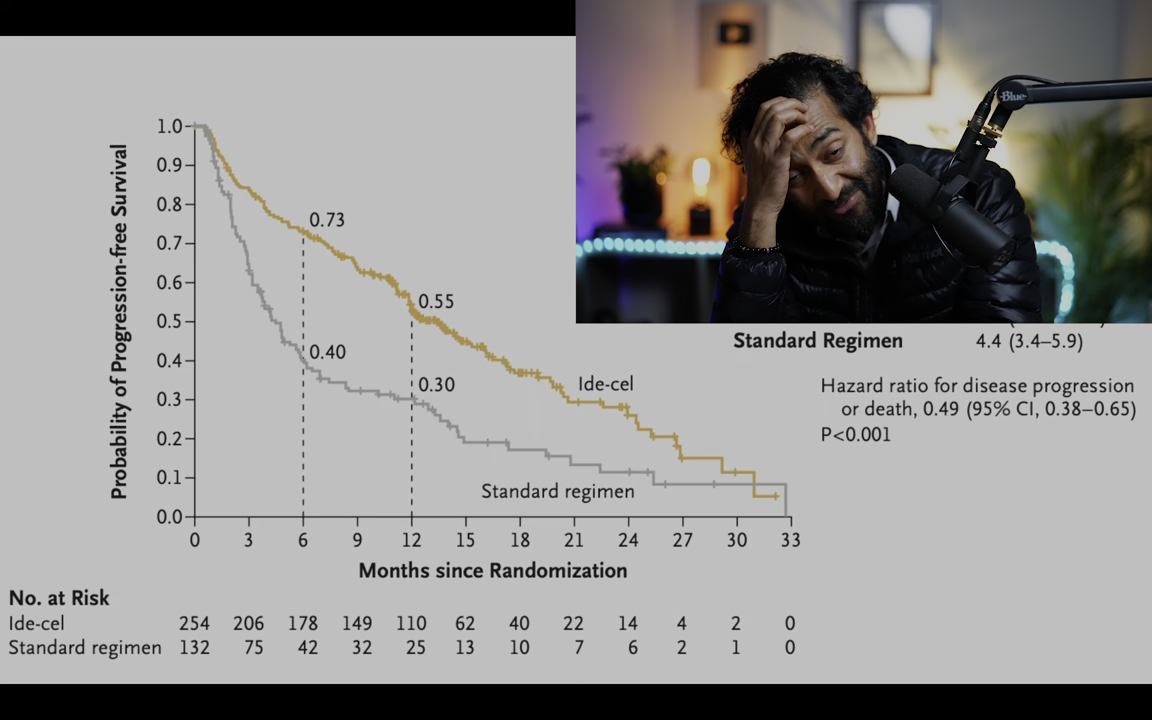 Blue
1.0
0.9
0.8
0.7
0.6
0.5
0.4
0.3
0.2
0.1
0.0
Probability of Progression-free Survival
0.73
0.55
0.40
0.30
Ide-cel
Standard regimen
0 3 6 9 12 15 18 21 24 27 30 33
Months since Randomization
Standard Regimen 4.4 (3.4–5.9)
Hazard ratio for disease progression
or death, 0.49 (95% CI, 0.38–0.65)
P<0.001
No. at Risk
Ide-cel 254 206 178 149 110 62 40 22 14 4 2 0
Standard regimen 132 75 42 32 25 13 10 7 6 2 1 0